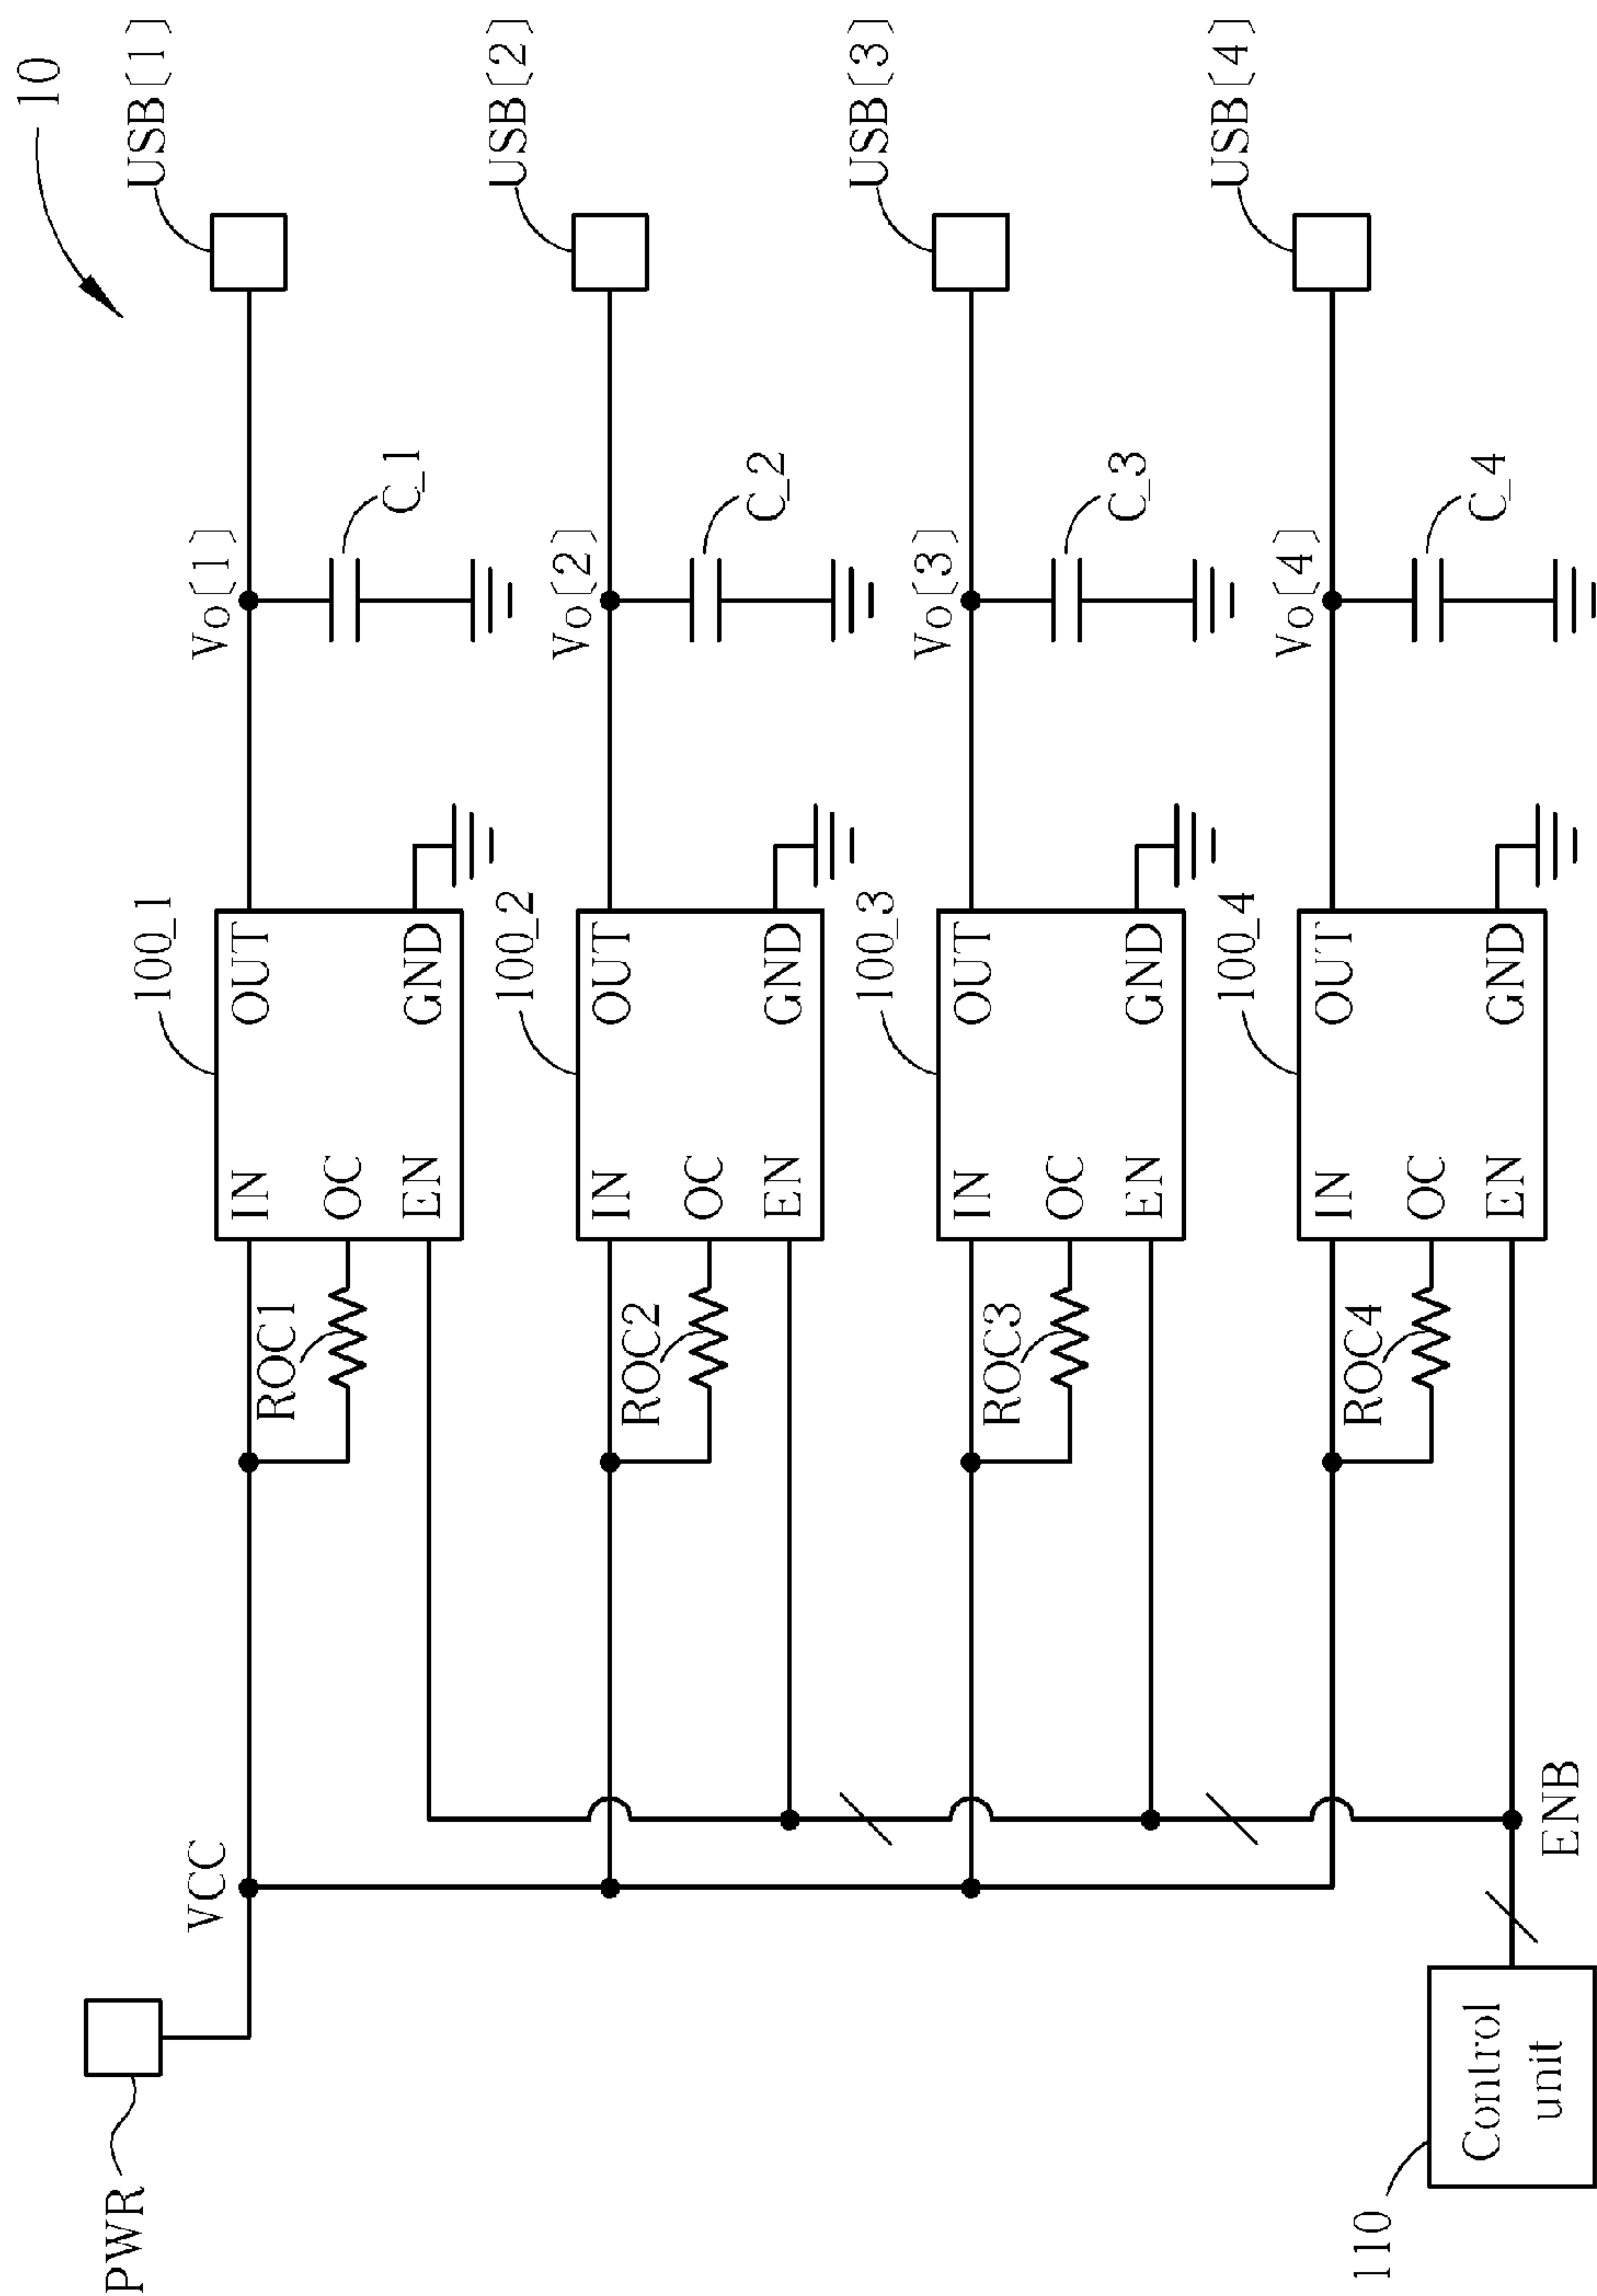 10
PWR
VCC
USB[1]
Vo[1]
C_1
100_1
IN
OUT
OC
EN
GND
ROC1
USB[2]
Vo[2]
C_2
100_2
IN
OUT
OC
EN
GND
ROC2
USB[3]
Vo[3]
C_3
100_3
IN
OUT
OC
EN
GND
ROC3
USB[4]
Vo[4]
C_4
100_4
IN
OUT
OC
EN
GND
ROC4
110
Control
unit
ENB